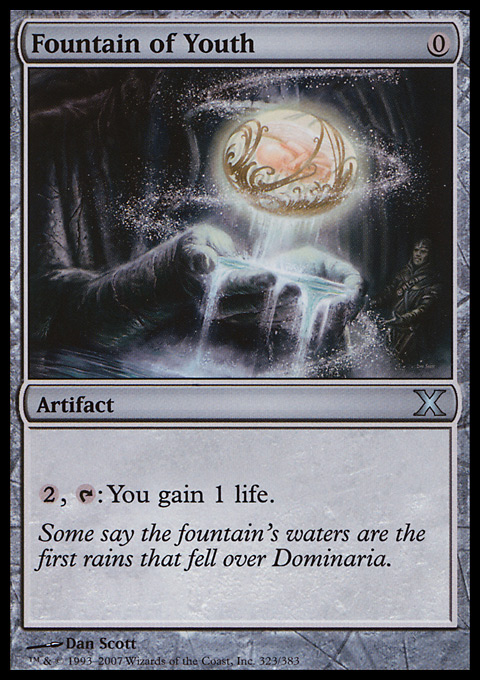 Fountain of Youth 0
Artifact X
2, : You gain 1 life.
Some say the fountain's waters are the
first rains that fell over Dominaria.
Dan Scott
™ & © 1993–2007 Wizards of the Coast, Inc. 323/383